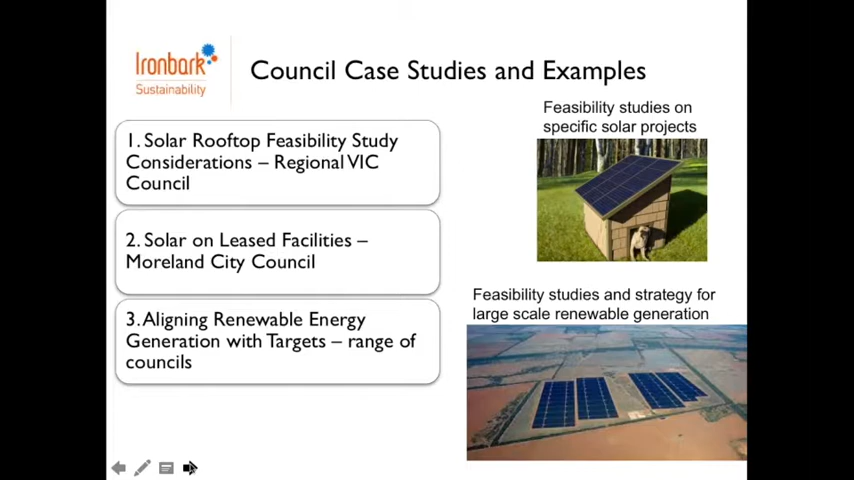 Ironbark
Sustainability
Council Case Studies and Examples
1. Solar Rooftop Feasibility Study
Considerations – Regional VIC
Council
2. Solar on Leased Facilities –
Moreland City Council
3. Aligning Renewable Energy
Generation with Targets – range of
councils
Feasibility studies on
specific solar projects
Feasibility studies and strategy for
large scale renewable generation